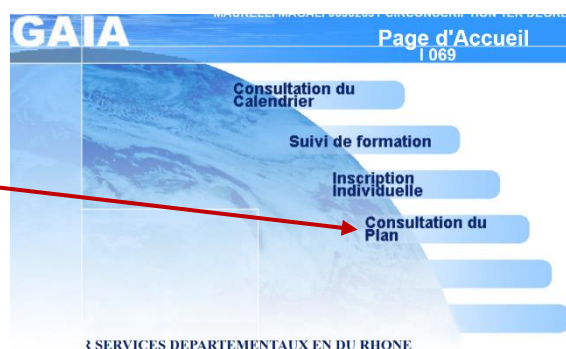 GAIA
Page d'Accueil
I 069
Consultation du
Calendrier
Suivi de formation
Inscription
Individuelle
Consultation du
Plan
SERVICES DEPARTEMENTAUX EN DU RHONE